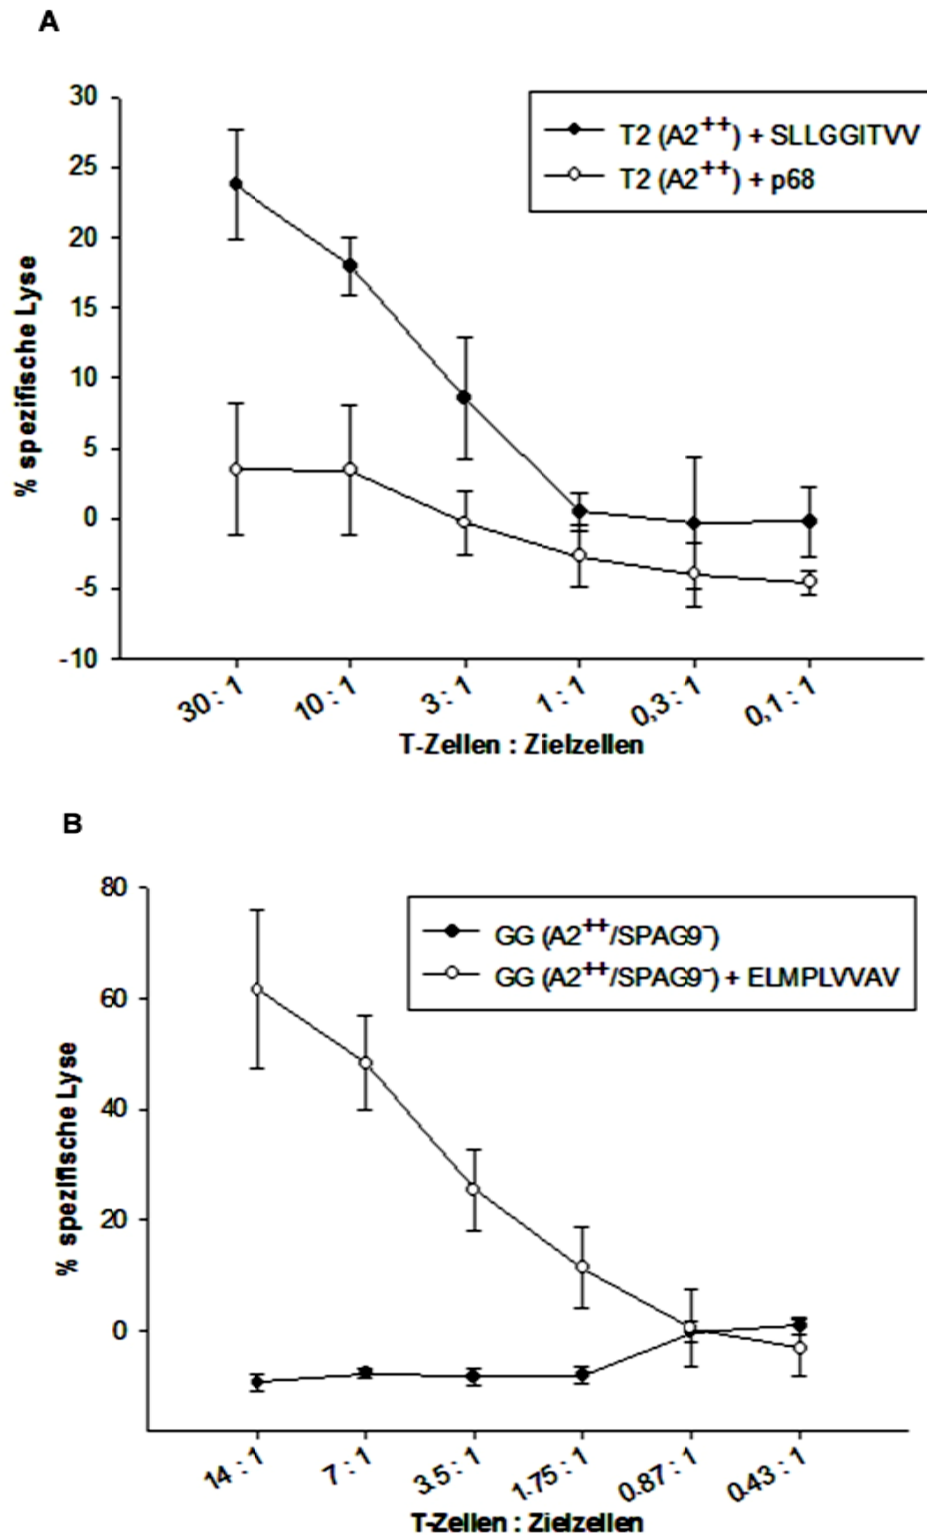 A
30
25
20
15
10
5
0
-5
-10
% spezifische Lyse
T2 (A2++) + SLLGGITVV
T2 (A2++) + p68
30 : 1
10 : 1
3 : 1
1 : 1
0,3 : 1
0,1 : 1
T-Zellen : Zielzellen
B
80
60
40
20
0
% spezifische Lyse
GG (A2++/SPAG9-)
GG (A2++/SPAG9-) + ELMPLVVAV
14 : 1
7 : 1
3.5 : 1
1.75 : 1
0.87 : 1
0.43 : 1
T-Zellen : Zielzellen